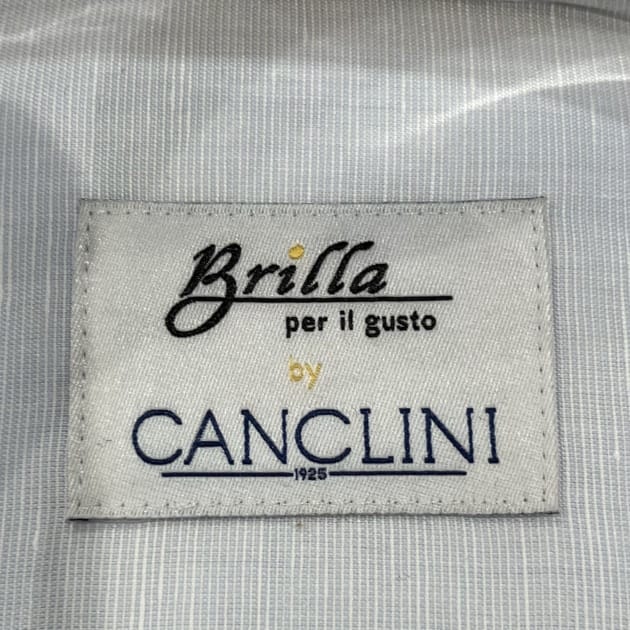 Brilla
per il gusto
by
CANCLINI
1925